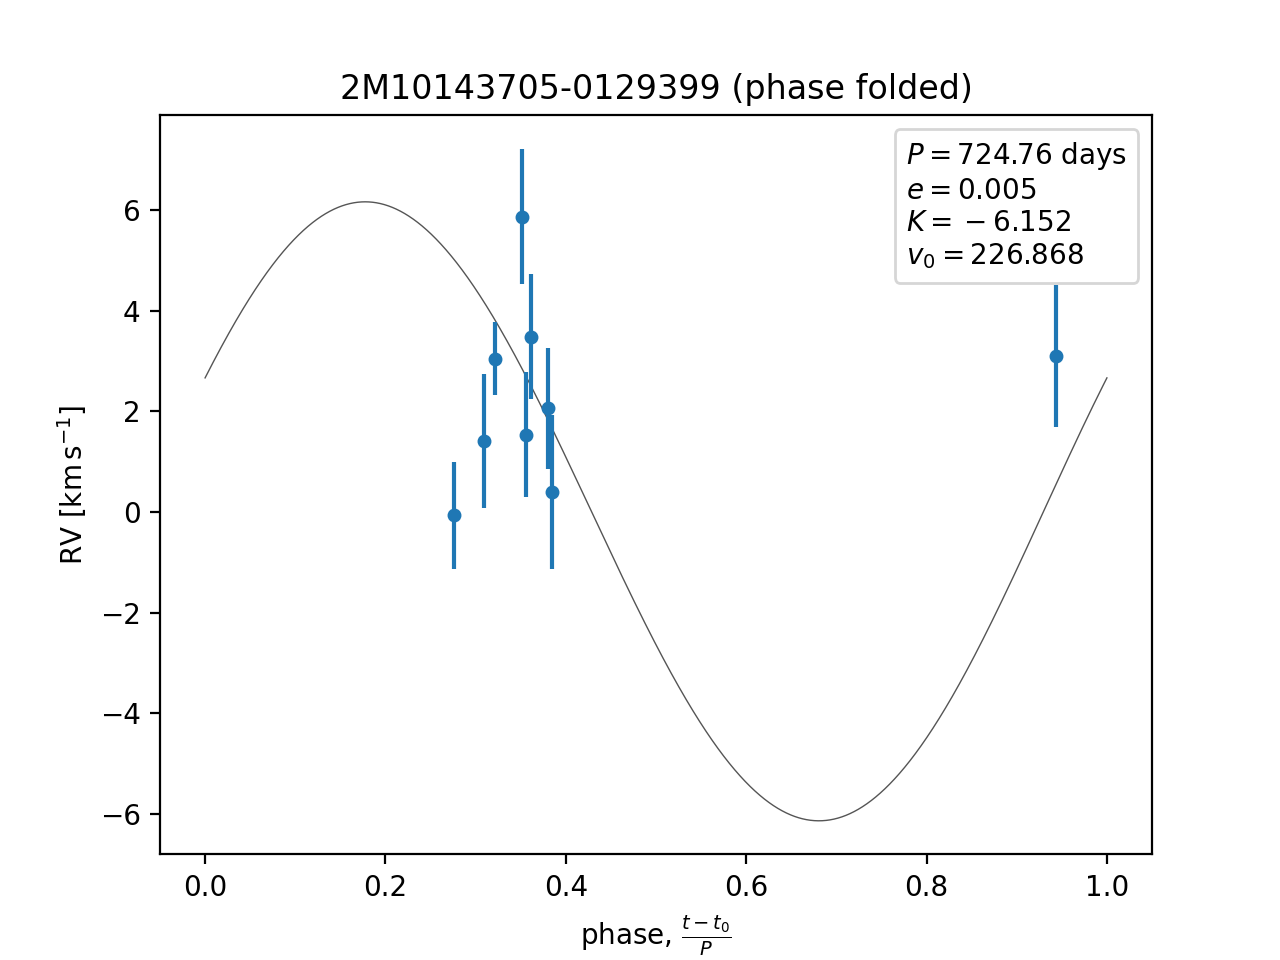 2M10143705-0129399 (phase folded)
P = 724.76 days
e = 0.005
K = −6.152
v₀ = 226.868
RV [km s⁻¹]
6
4
2
0
−2
−4
−6
0.0 0.2 0.4 0.6 0.8 1.0
phase, (t − t₀)/P